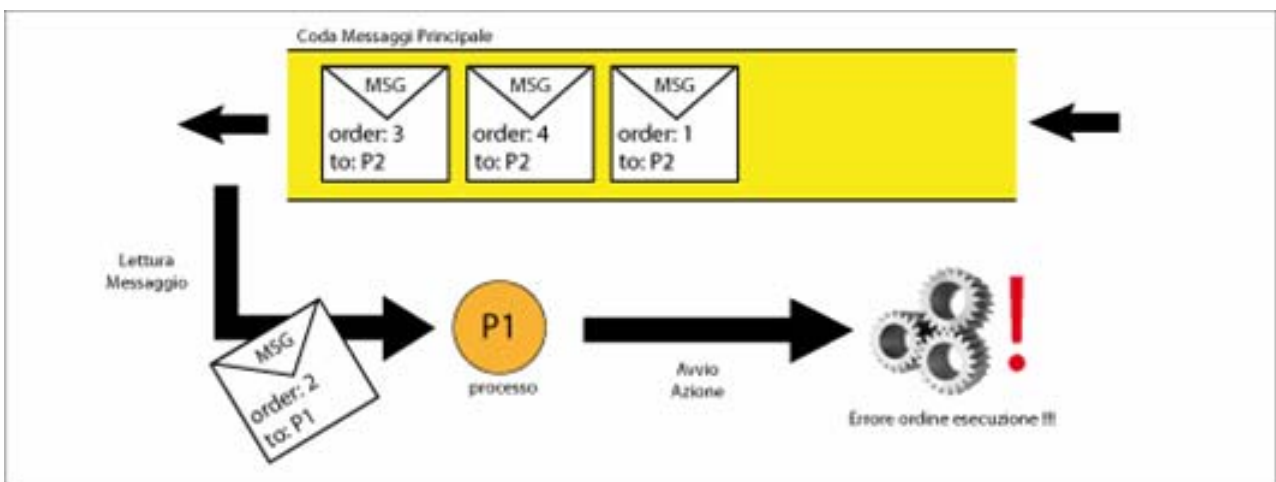 Coda Messaggi Principale
MSG
order: 3
to: P2
MSG
order: 4
to: P2
MSG
order: 1
to: P2
Lettura
Messaggio
MSG
order: 2
to: P1
P1
processo
Avvio
Azione
!
Errore ordine esecuzione !!!